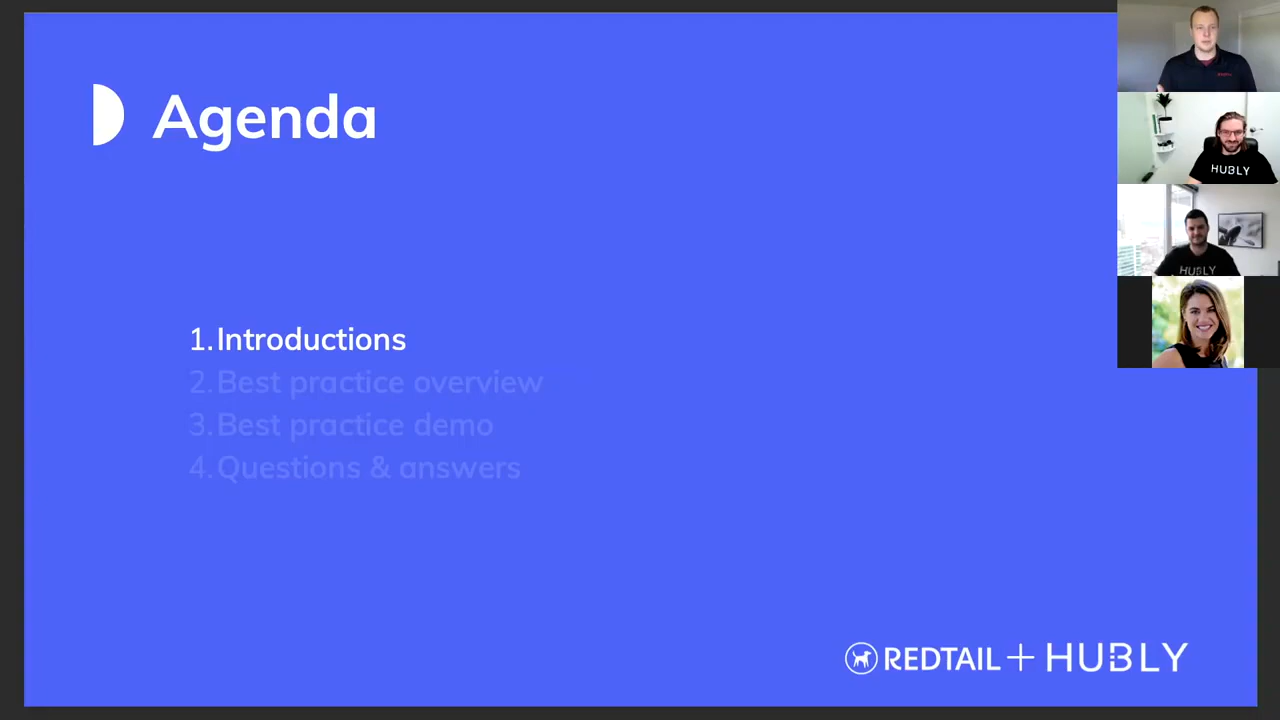 Agenda
1. Introductions
2. Best practice overview
3. Best practice demo
4. Questions & answers
REDTAIL + HUBLY
HUBLY
HUBLY